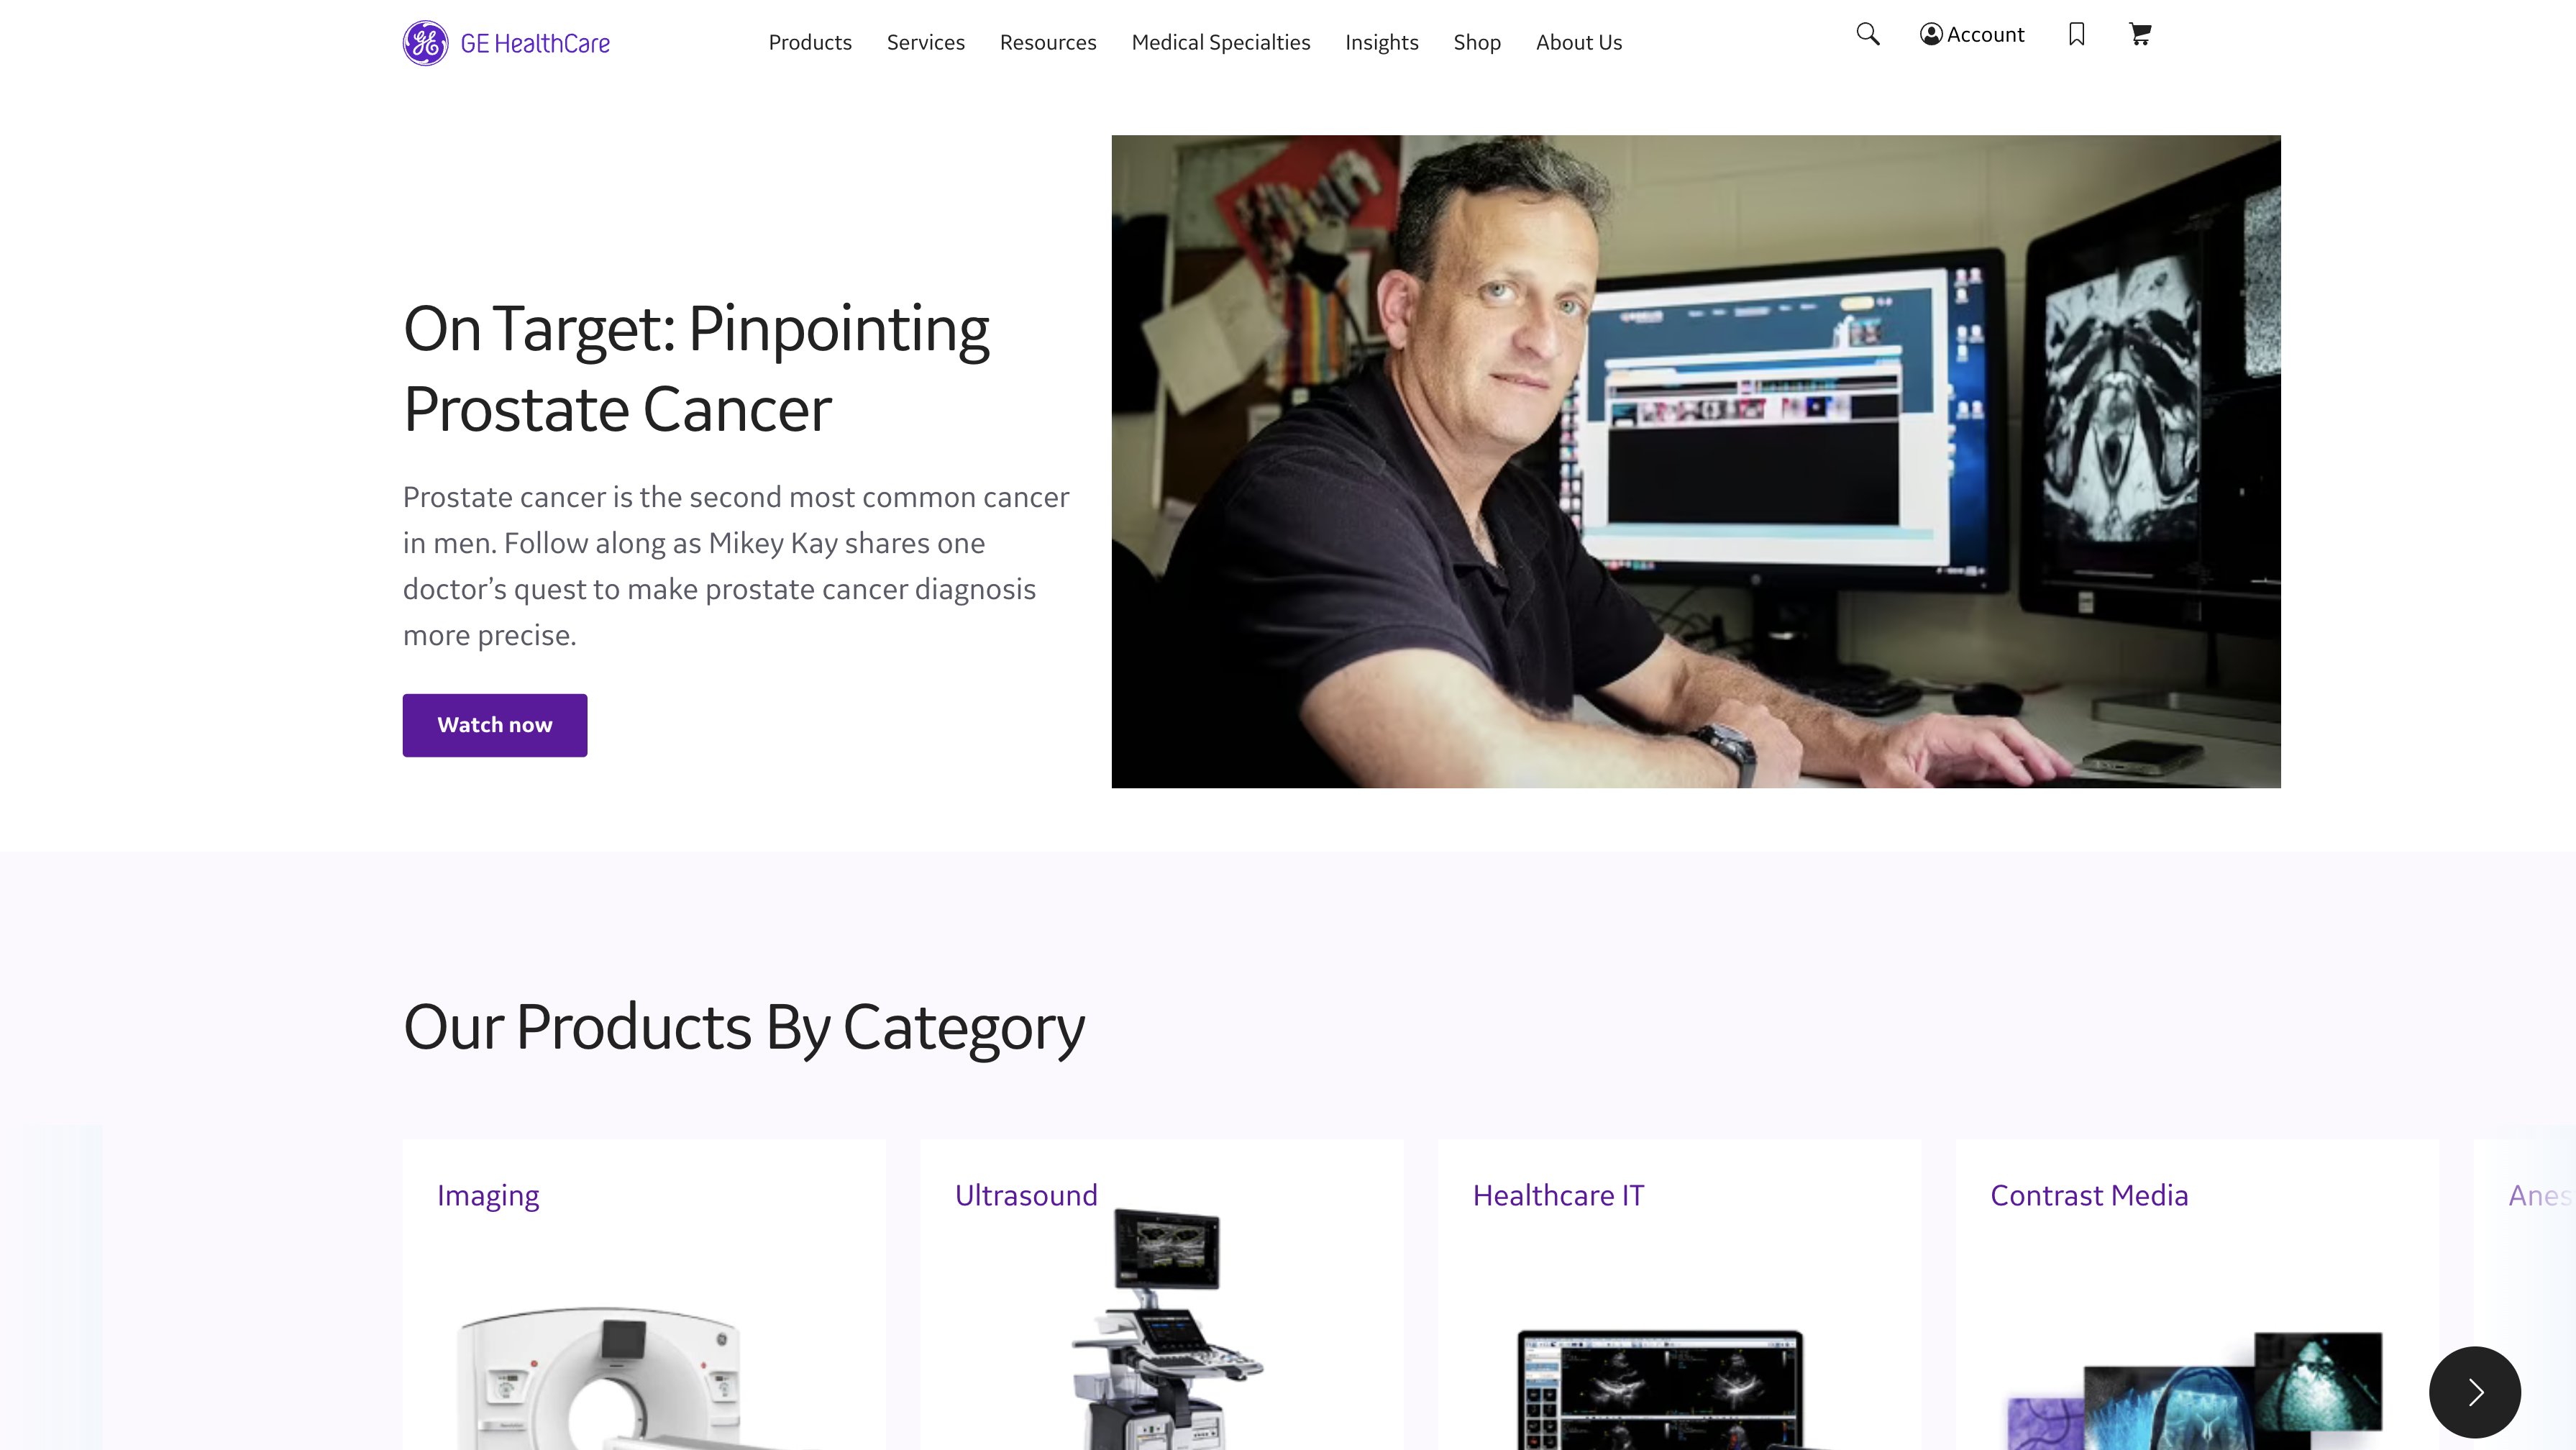 GE HealthCare
Products Services Resources Medical Specialties Insights Shop About Us
Account
On Target: Pinpointing
Prostate Cancer
Prostate cancer is the second most common cancer
in men. Follow along as Mikey Kay shares one
doctor’s quest to make prostate cancer diagnosis
more precise.
Watch now
Our Products By Category
Imaging
Ultrasound
Healthcare IT
Contrast Media
Anes